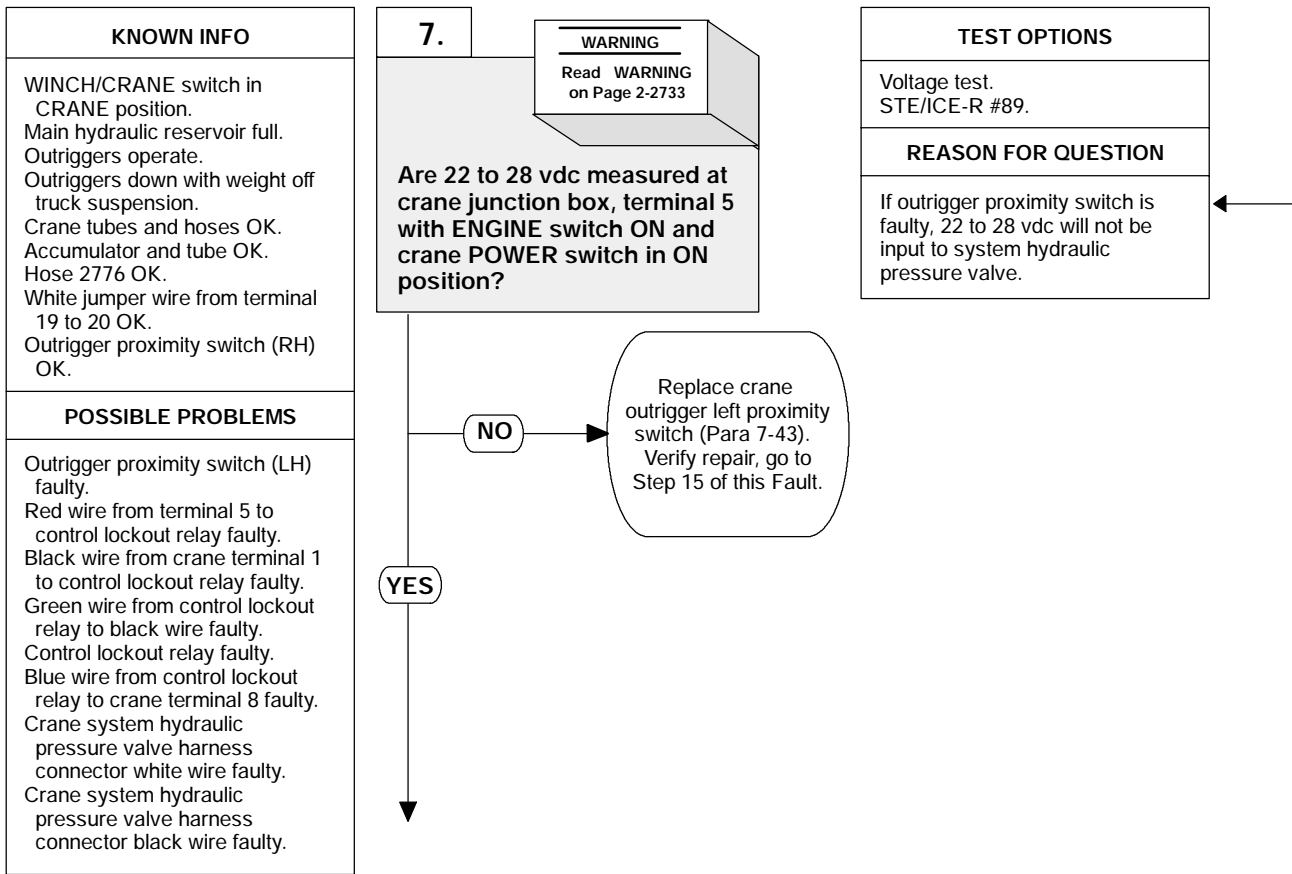 KNOWN INFO
WINCH/CRANE switch in
CRANE position.
Main hydraulic reservoir full.
Outriggers operate.
Outriggers down with weight off
truck suspension.
Crane tubes and hoses OK.
Accumulator and tube OK.
Hose 2776 OK.
White jumper wire from terminal
19 to 20 OK.
Outrigger proximity switch (RH)
OK.
POSSIBLE PROBLEMS
Outrigger proximity switch (LH)
faulty.
Red wire from terminal 5 to
control lockout relay faulty.
Black wire from crane terminal 1
to control lockout relay faulty.
Green wire from control lockout
relay to black wire faulty.
Control lockout relay faulty.
Blue wire from control lockout
relay to crane terminal 8 faulty.
Crane system hydraulic
pressure valve harness
connector white wire faulty.
Crane system hydraulic
pressure valve harness
connector black wire faulty.
7.
WARNING
Read WARNING
on Page 2-2733
Are 22 to 28 vdc measured at
crane junction box, terminal 5
with ENGINE switch ON and
crane POWER switch in ON
position?
NO
Replace crane
outrigger left proximity
switch (Para 7-43).
Verify repair, go to
Step 15 of this Fault.
YES
TEST OPTIONS
Voltage test.
STE/ICE-R #89.
REASON FOR QUESTION
If outrigger proximity switch is
faulty, 22 to 28 vdc will not be
input to system hydraulic
pressure valve.